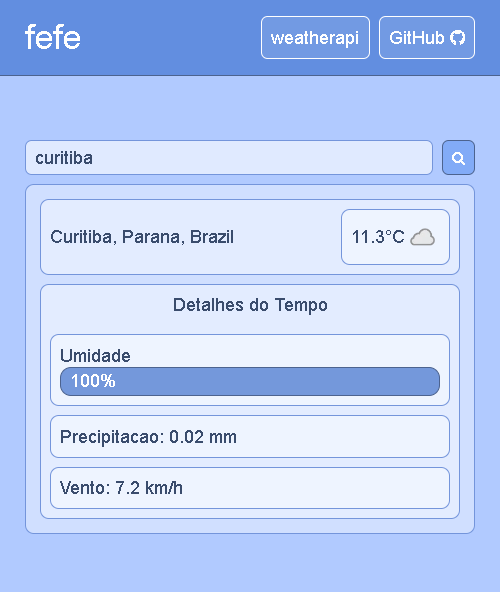 fefe
weatherapi
GitHub
curitiba
Curitiba, Parana, Brazil
11.3°C
Detalhes do Tempo
Umidade
100%
Precipitacao: 0.02 mm
Vento: 7.2 km/h